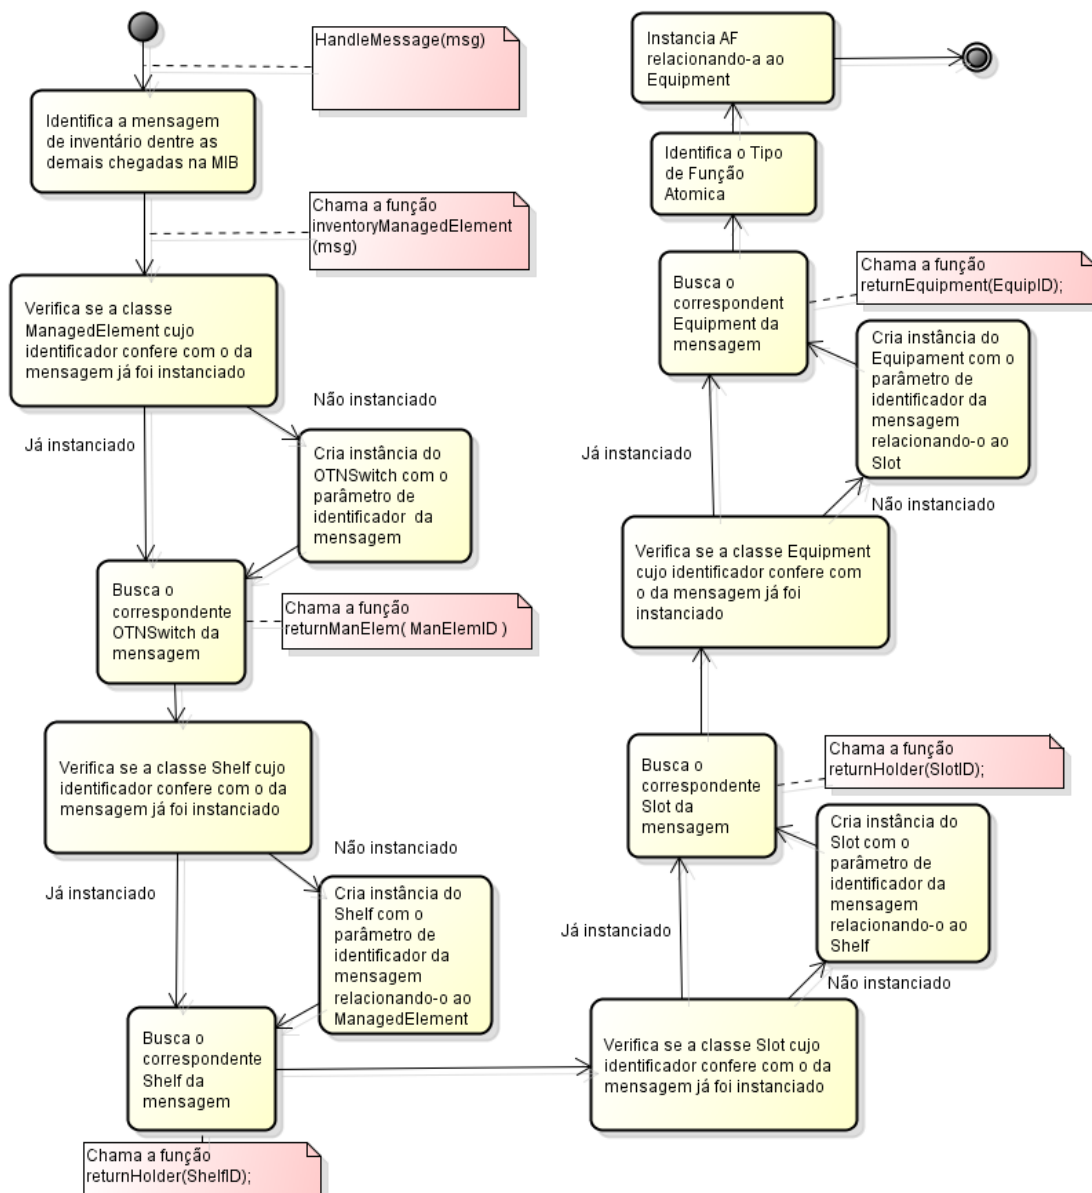 HandleMessage(msg)
Identifica a mensagem
de inventário dentre as
demais chegadas na MIB
Chama a função
inventoryManagedElement
(msg)
Verifica se a classe
ManagedElement cujo
identificador confere com o da
mensagem já foi instanciado
Não instanciado
Já instanciado
Cria instância do
OTNSwitch com o
parâmetro de
identificador da
mensagem
Busca o
correspondente
OTNSwitch da
mensagem
Chama a função
returnManElem( ManElemID )
Verifica se a classe Shelf cujo
identificador confere com o da
mensagem já foi instanciado
Não instanciado
Já instanciado
Cria instância do
Shelf com o
parâmetro de
identificador da
mensagem
relacionando-o ao
ManagedElement
Busca o
correspondente
Shelf da
mensagem
Chama a função
returnHolder(ShelfID);
Verifica se a classe Slot cujo
identificador confere com o da
mensagem já foi instanciado
Não instanciado
Já instanciado
Cria instância do
Slot com o
parâmetro de
identificador da
mensagem
relacionando-o ao
Shelf
Busca o
correspondente
Slot da
mensagem
Chama a função
returnHolder(SlotID);
Verifica se a classe Equipment
cujo identificador confere com
o da mensagem já foi
instanciado
Não instanciado
Já instanciado
Cria instância do
Equipament com o
parâmetro de
identificador da
mensagem
relacionando-o ao
Slot
Busca o
correspondent
Equipment da
mensagem
Chama a função
returnEquipment(EquipID);
Identifica o Tipo
de Função
Atomica
Instancia AF
relacionando-a ao
Equipment